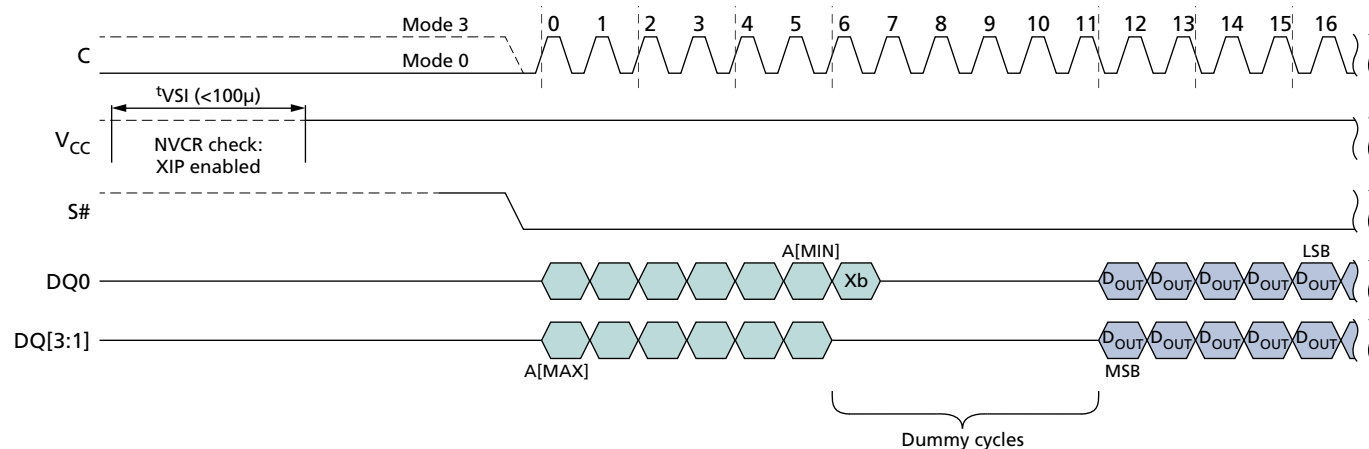 Mode 3
0 1 2 3 4 5 6 7 8 9 10 11 12 13 14 15 16
C
Mode 0
tVSI (<100µ)
VCC
NVCR check:
XIP enabled
S#
A[MIN]
LSB
DQ0
Xb
DOUT DOUT DOUT DOUT DOUT
DQ[3:1]
DOUT DOUT DOUT DOUT DOUT
A[MAX]
MSB
Dummy cycles